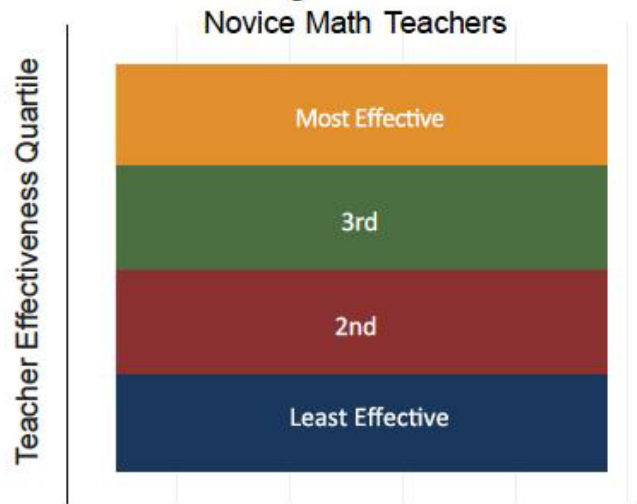 Novice Math Teachers
Teacher Effectiveness Quartile
Most Effective
3rd
2nd
Least Effective